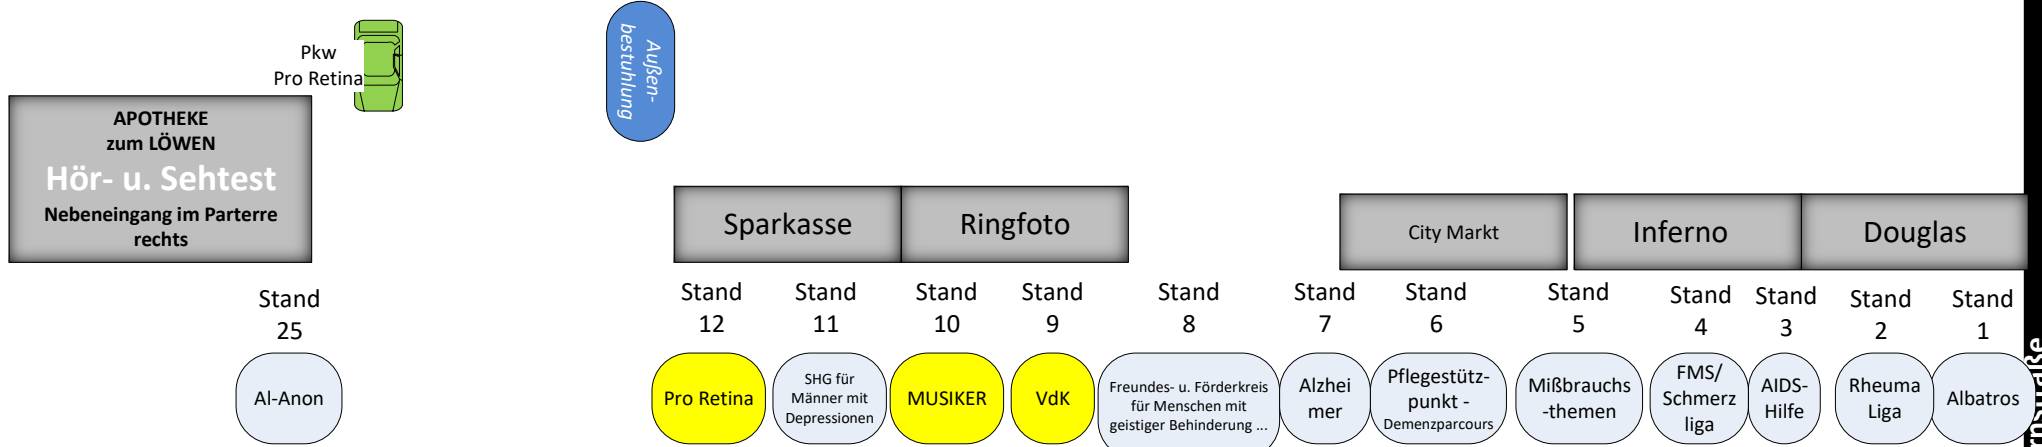 Pkw
Pro Retina
Außen-
bestuhlung
APOTHEKE
zum LÖWEN
Hör- u. Sehtest
Nebeneingang im Parterre
rechts
Sparkasse
Ringfoto
City Markt
Inferno
Douglas
Stand
25
Stand
12
Stand
11
Stand
10
Stand
9
Stand
8
Stand
7
Stand
6
Stand
5
Stand
4
Stand
3
Stand
2
Stand
1
Al-Anon
Pro Retina
SHG für
Männer mit
Depressionen
MUSIKER
VdK
Freundes- u. Förderkreis
für Menschen mit
geistiger Behinderung ...
Alzhei
mer
Pflegestütz-
punkt -
Demenzparcours
Mißbrauchs
-themen
FMS/
Schmerz
liga
AIDS-
Hilfe
Rheuma
Liga
Albatros